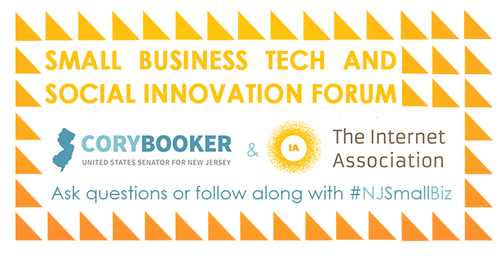 SMALL BUSINESS TECH AND
SOCIAL INNOVATION FORUM
CORYBOOKER
UNITED STATES SENATOR FOR NEW JERSEY
&
IA
The Internet
Association
Ask questions or follow along with #NJSmallBiz